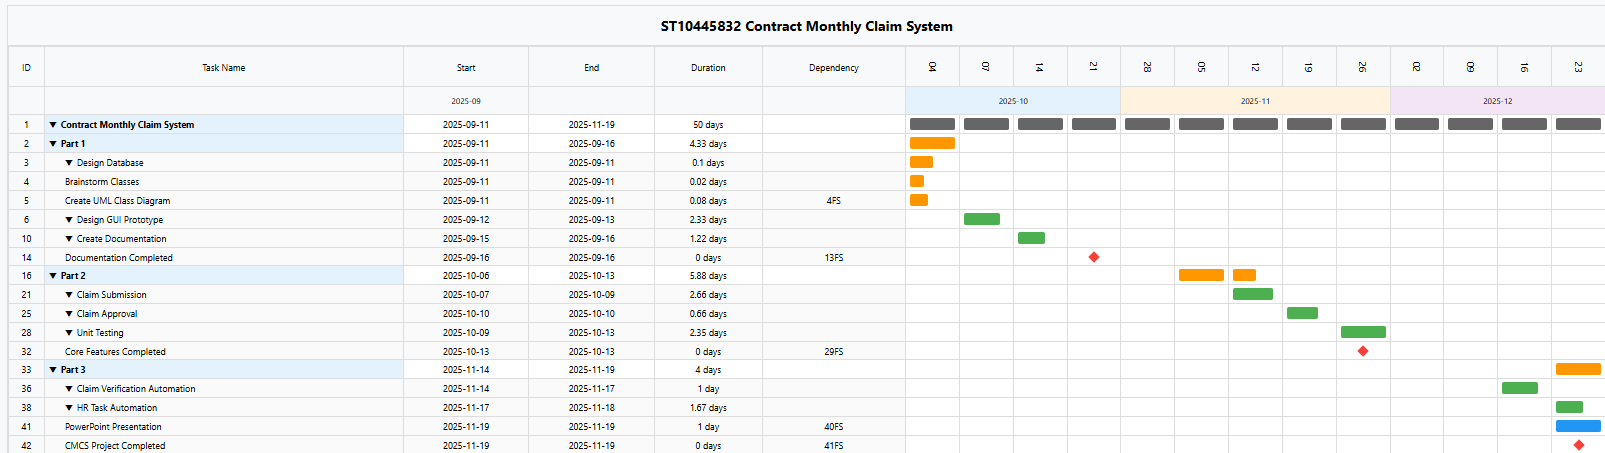 ST10445832 Contract Monthly Claim System
ID Task Name Start End Duration Dependency 04 07 14 21 28 05 12 19 26 02 09 16 23
2025-09 2025-10 2025-11 2025-12
1 ▼ Contract Monthly Claim System 2025-09-11 2025-11-19 50 days
2 ▼ Part 1 2025-09-11 2025-09-16 4.33 days
3 ▼ Design Database 2025-09-11 2025-09-11 0.1 days
4 Brainstorm Classes 2025-09-11 2025-09-11 0.02 days
5 Create UML Class Diagram 2025-09-11 2025-09-11 0.08 days 4FS
6 ▼ Design GUI Prototype 2025-09-12 2025-09-13 2.33 days
10 ▼ Create Documentation 2025-09-15 2025-09-16 1.22 days
14 Documentation Completed 2025-09-16 2025-09-16 0 days 13FS
16 ▼ Part 2 2025-10-06 2025-10-13 5.88 days
21 ▼ Claim Submission 2025-10-07 2025-10-09 2.66 days
25 ▼ Claim Approval 2025-10-10 2025-10-10 0.66 days
28 ▼ Unit Testing 2025-10-09 2025-10-13 2.35 days
32 Core Features Completed 2025-10-13 2025-10-13 0 days 29FS
33 ▼ Part 3 2025-11-14 2025-11-19 4 days
36 ▼ Claim Verification Automation 2025-11-14 2025-11-17 1 day
38 ▼ HR Task Automation 2025-11-17 2025-11-18 1.67 days
41 PowerPoint Presentation 2025-11-19 2025-11-19 1 day 40FS
42 CMCS Project Completed 2025-11-19 2025-11-19 0 days 41FS